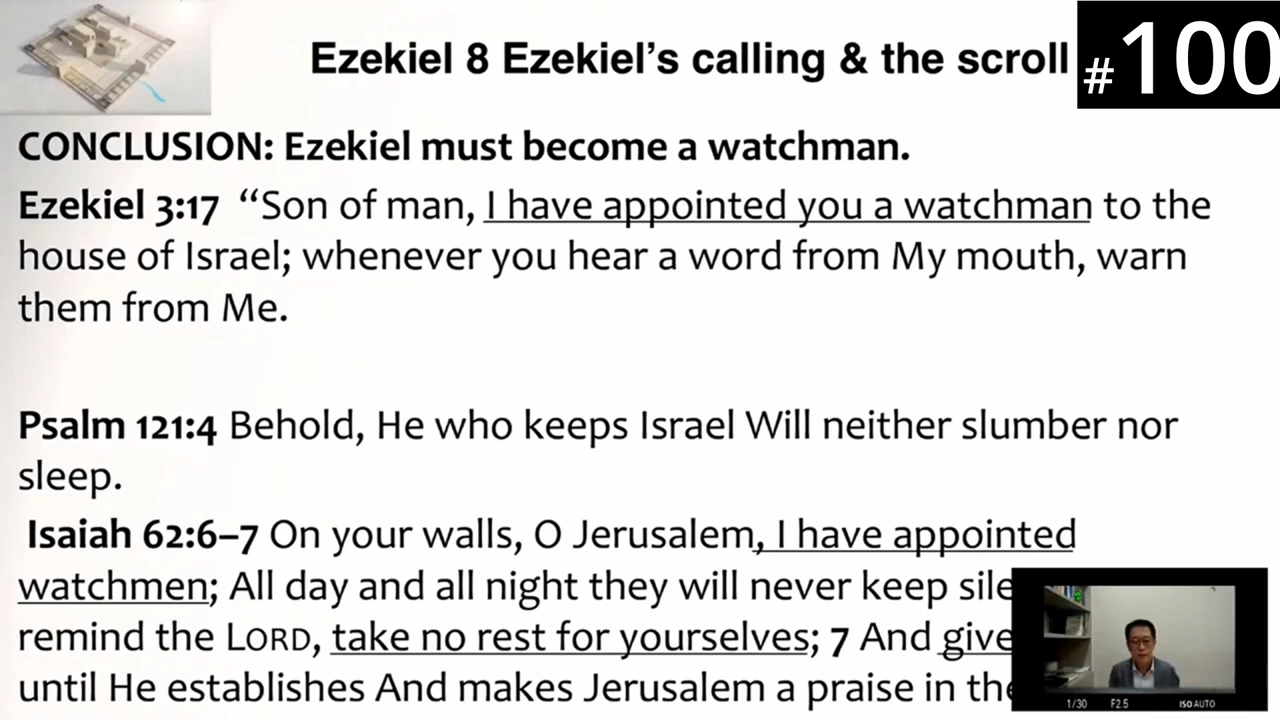 Ezekiel 8 Ezekiel’s calling & the scroll
#100
CONCLUSION: Ezekiel must become a watchman.
Ezekiel 3:17 “Son of man, I have appointed you a watchman to the
house of Israel; whenever you hear a word from My mouth, warn
them from Me.
Psalm 121:4 Behold, He who keeps Israel Will neither slumber nor
sleep.
Isaiah 62:6–7 On your walls, O Jerusalem, I have appointed
watchmen; All day and all night they will never keep
remind the LORD, take no rest for yourselves; 7 And give
until He establishes And makes Jerusalem a praise in
1/30 F2.5 ISO AUTO